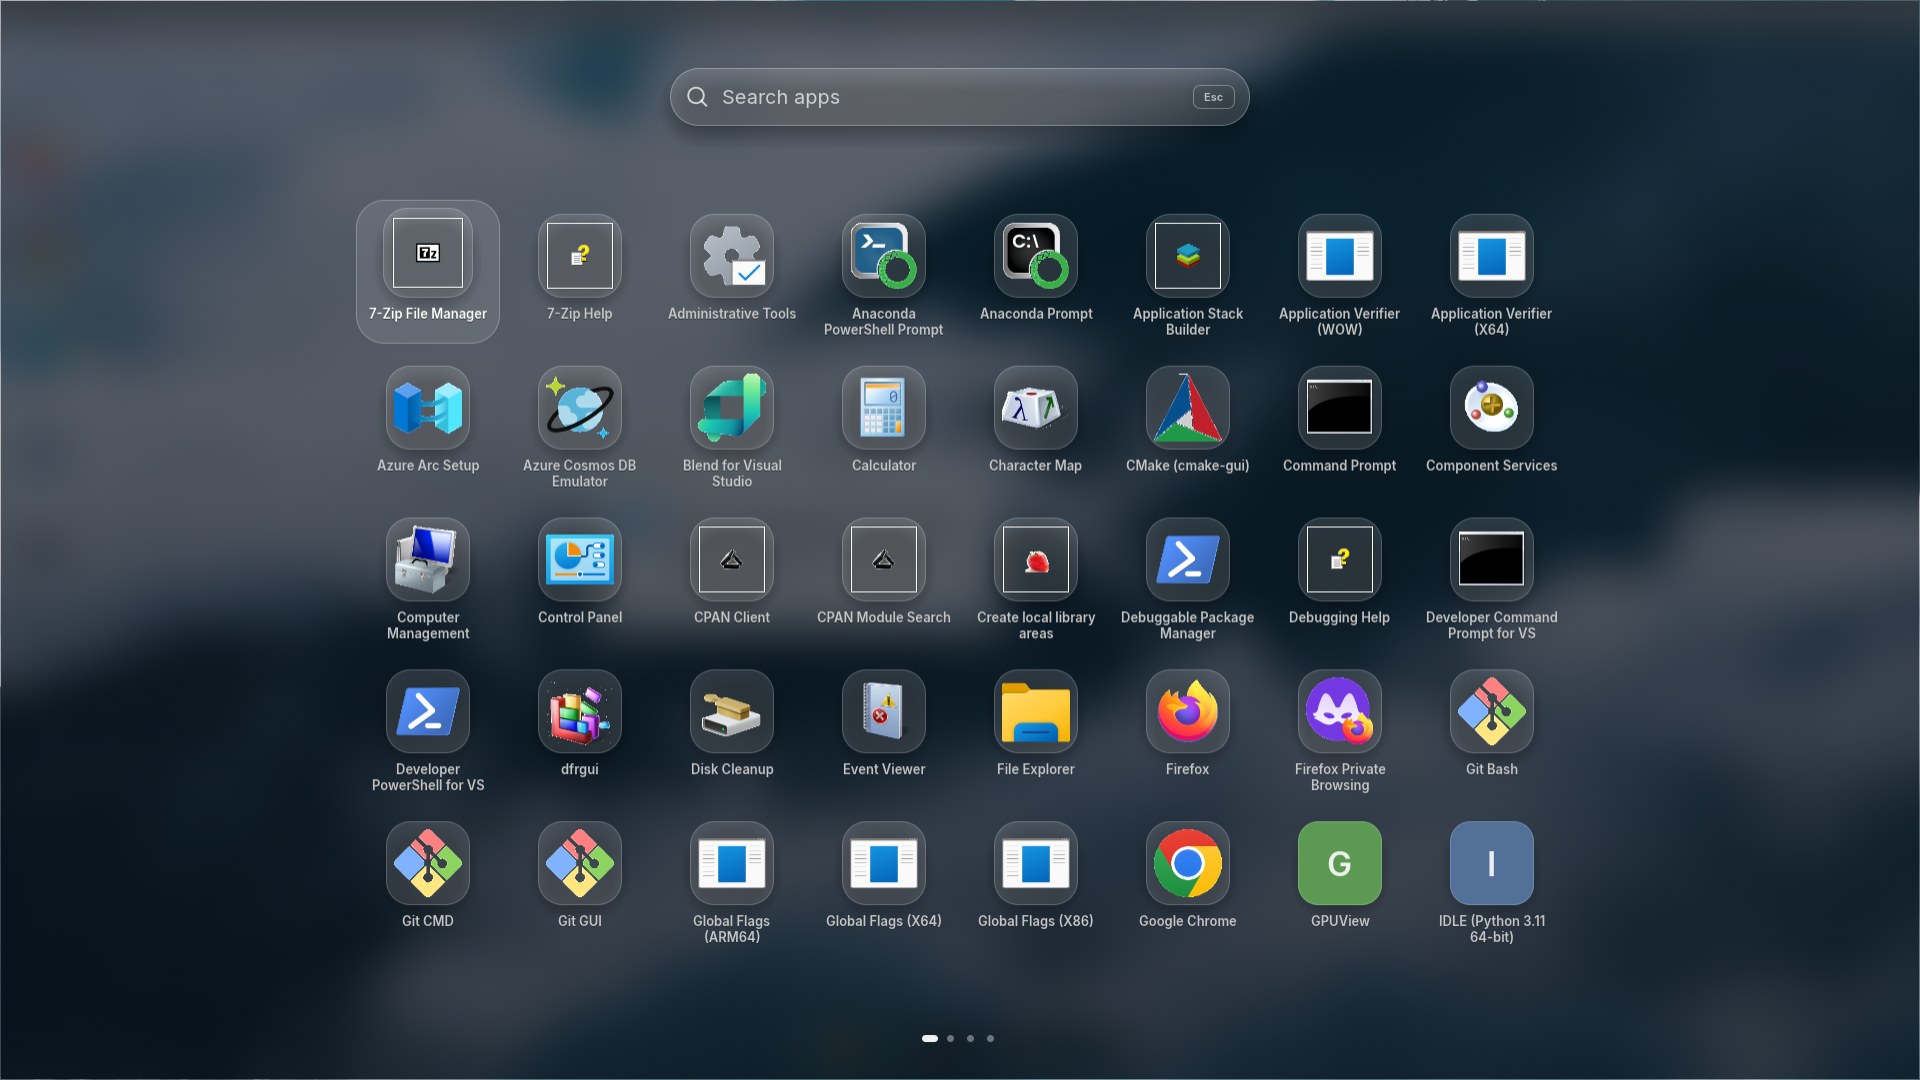 Search apps
Esc
7-Zip File Manager
7-Zip Help
Administrative Tools
Anaconda
PowerShell Prompt
Anaconda Prompt
Application Stack
Builder
Application Verifier
(WOW)
Application Verifier
(X64)
Azure Arc Setup
Azure Cosmos DB
Emulator
Blend for Visual
Studio
Calculator
Character Map
CMake (cmake-gui)
Command Prompt
Component Services
Computer
Management
Control Panel
CPAN Client
CPAN Module Search
Create local library
areas
Debuggable Package
Manager
Debugging Help
Developer Command
Prompt for VS
Developer
PowerShell for VS
dfrgui
Disk Cleanup
Event Viewer
File Explorer
Firefox
Firefox Private
Browsing
Git Bash
Git CMD
Git GUI
Global Flags
(ARM64)
Global Flags (X64)
Global Flags (X86)
Google Chrome
G
GPUView
I
IDLE (Python 3.11
64-bit)